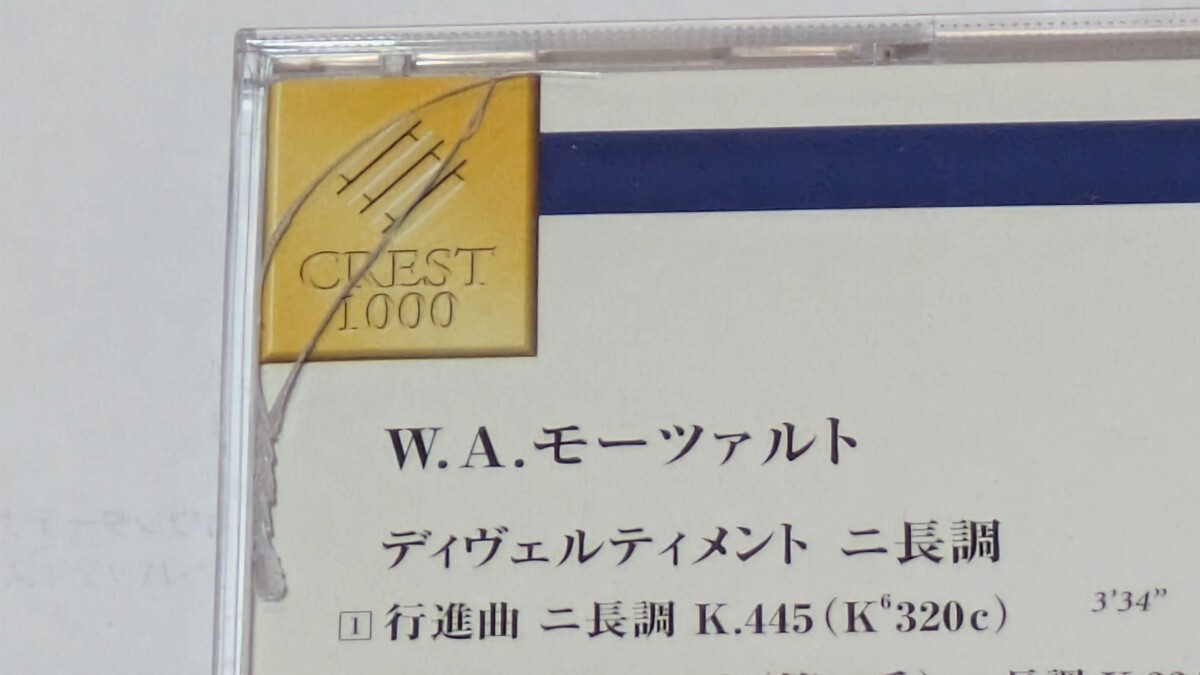 CREST
1000
W.A.モーツァルト
ディヴェルティメント ニ長調
1 行進曲 ニ長調 K.445(K⁶320c) 3'34”